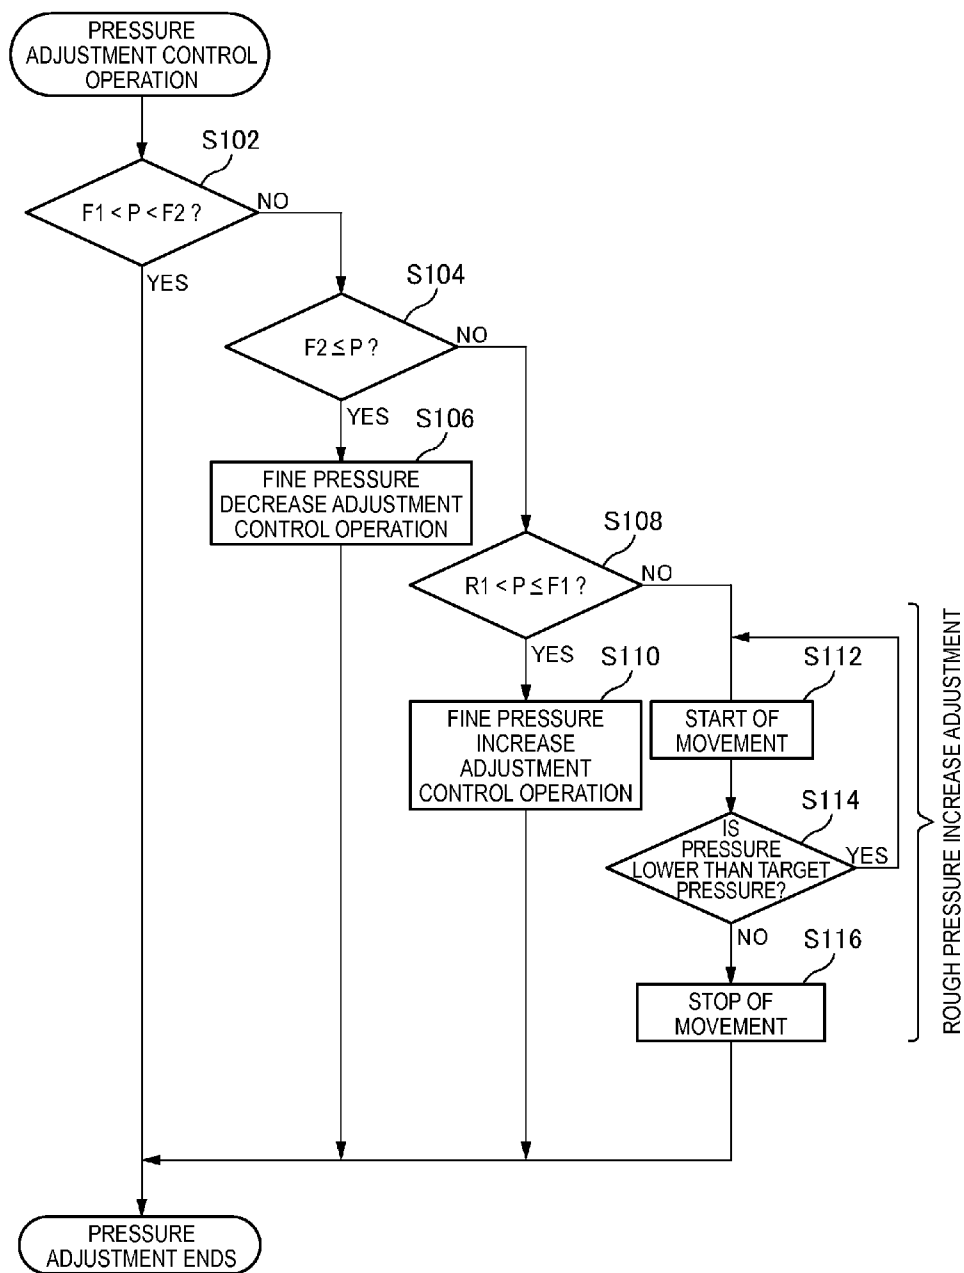 PRESSURE
ADJUSTMENT CONTROL
OPERATION
S102
F1 < P < F2 ?
NO
YES
S104
F2 ≤ P ?
NO
YES
S106
FINE PRESSURE
DECREASE ADJUSTMENT
CONTROL OPERATION
S108
R1 < P ≤ F1 ?
NO
YES
S110
FINE PRESSURE
INCREASE
ADJUSTMENT
CONTROL OPERATION
S112
START OF
MOVEMENT
S114
IS
PRESSURE
LOWER THAN TARGET
PRESSURE?
YES
NO
S116
STOP OF
MOVEMENT
ROUGH PRESSURE INCREASE ADJUSTMENT
PRESSURE
ADJUSTMENT ENDS